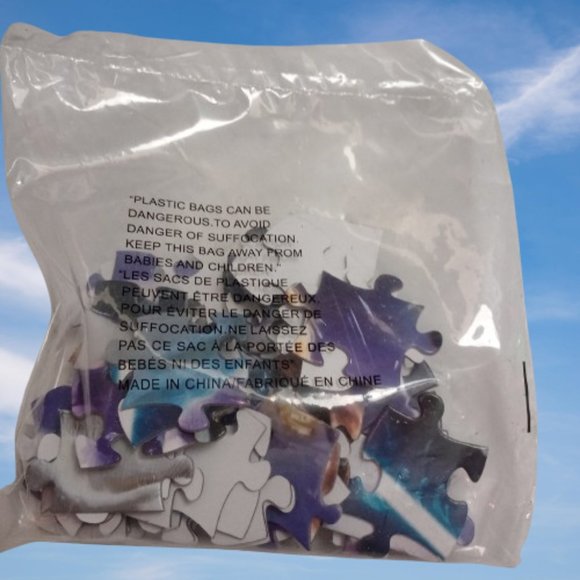 "PLASTIC BAGS CAN BE
DANGEROUS.TO AVOID
DANGER OF SUFFOCATION.
KEEP THIS BAG AWAY FROM
BABIES AND CHILDREN."
"LES SACS DE PLASTIQUE
PEUVENT ÊTRE DANGEREUX.
POUR ÉVITER LE DANGER DE
SUFFOCATION.NE LAISSEZ
PAS CE SAC À LA PORTÉE DES
BEBÉS NI DES ENFANTS"
MADE IN CHINA/FABRIQUÉ EN CHINE